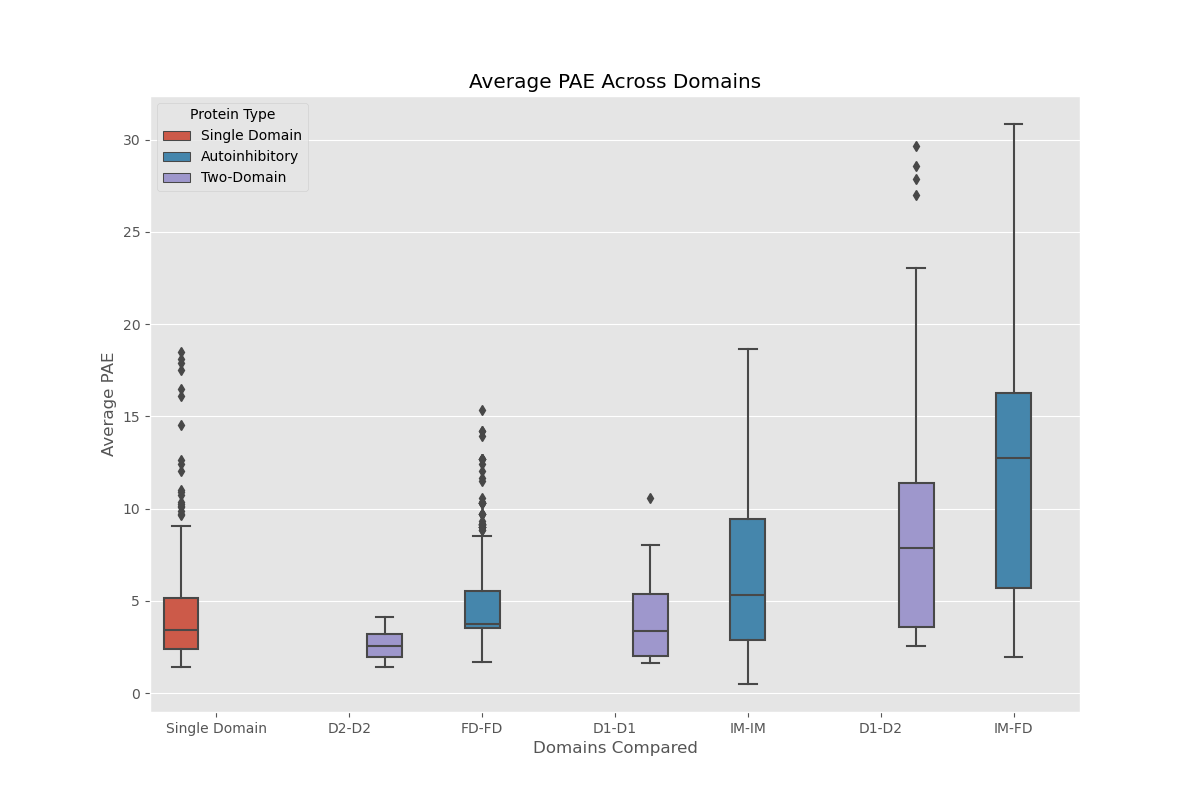 Average PAE Across Domains
Protein Type
Single Domain
Autoinhibitory
Two-Domain
30
25
20
15
10
5
0
Average PAE
Single Domain D2-D2 FD-FD D1-D1 IM-IM D1-D2 IM-FD
Domains Compared